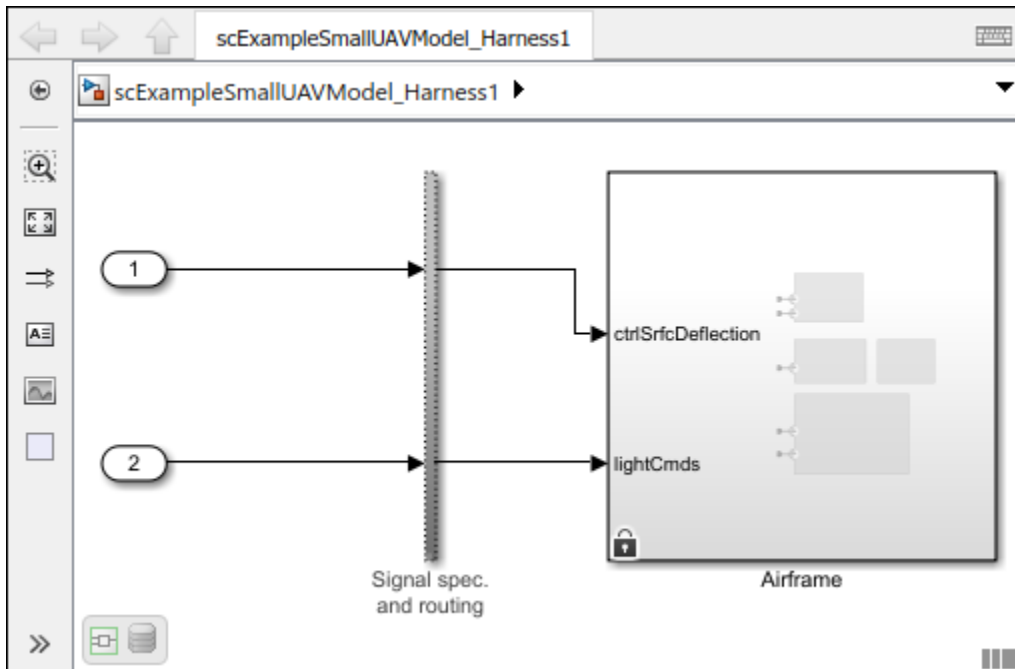 scExampleSmallUAVModel_Harness1
scExampleSmallUAVModel_Harness1
1
ctrlSrfcDeflection
2
lightCmds
Signal spec.
and routing
Airframe
A